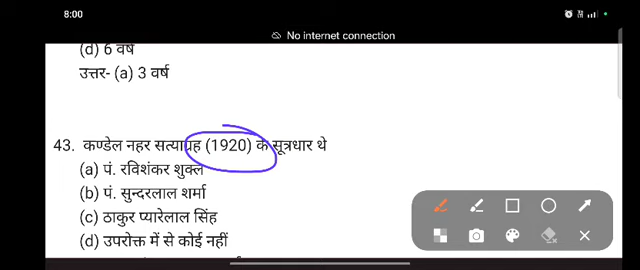 8:00
No internet connection
(d) 6 वर्ष
उत्तर- (a) 3 वर्ष
43. कण्डेल नहर सत्याग्रह (1920) के सूत्रधार थे
(a) पं. रविशंकर शुक्ल
(b) पं. सुन्दरलाल शर्मा
(c) ठाकुर प्यारेलाल सिंह
(d) उपरोक्त में से कोई नहीं